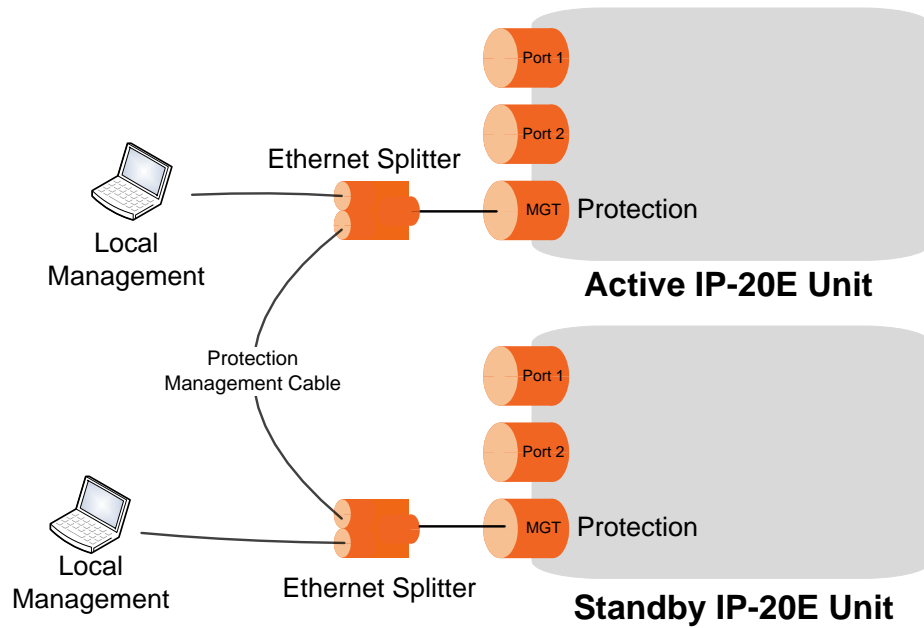 Port 1
Port 2
Ethernet Splitter
MGT
Protection
Local
Management
Active IP-20E Unit
Protection
Management Cable
Port 1
Port 2
MGT
Protection
Local
Management
Ethernet Splitter
Standby IP-20E Unit